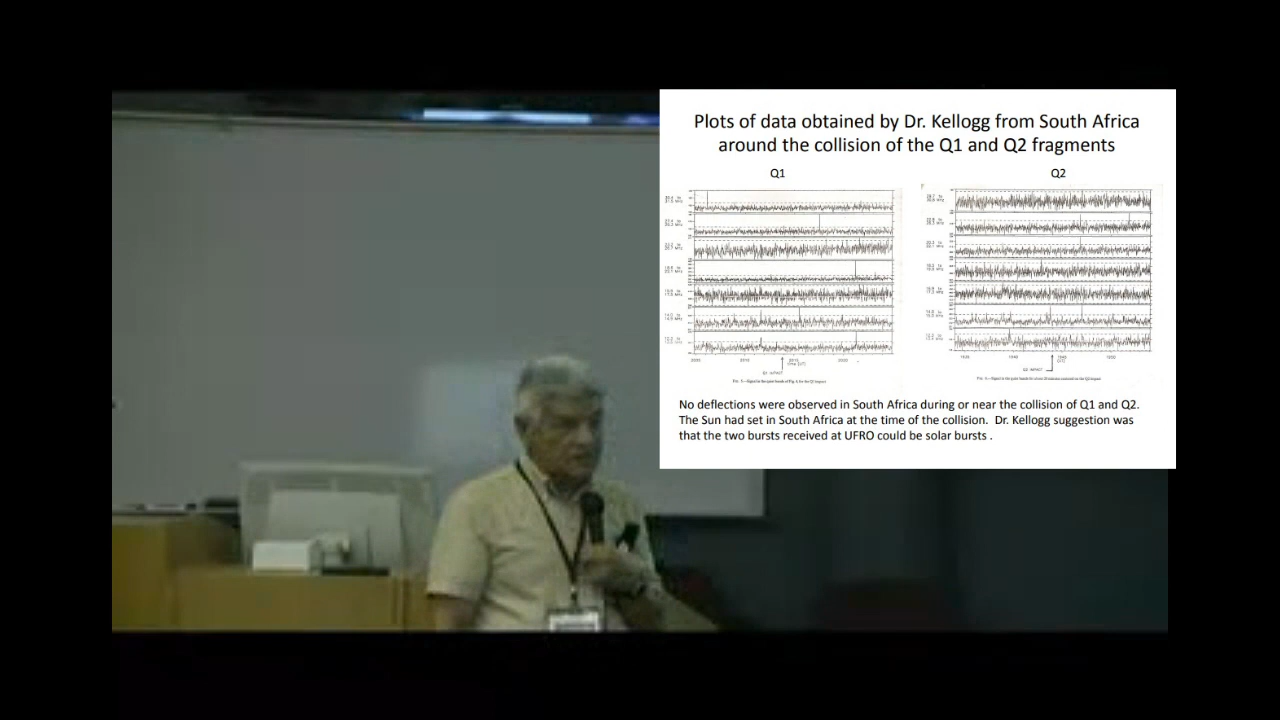 Plots of data obtained by Dr. Kellogg from South Africa
around the collision of the Q1 and Q2 fragments
Q1
Q2
No deflections were observed in South Africa during or near the collision of Q1 and Q2.
The Sun had set in South Africa at the time of the collision. Dr. Kellogg suggestion was
that the two bursts received at UFRO could be solar bursts .